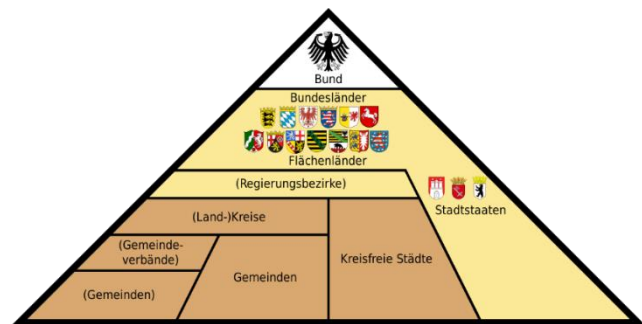 Bund
Bundesländer
Flächenländer
(Regierungsbezirke)
Stadtstaaten
(Land-)Kreise
(Gemeinde-
verbände)
Kreisfreie Städte
Gemeinden
(Gemeinden)